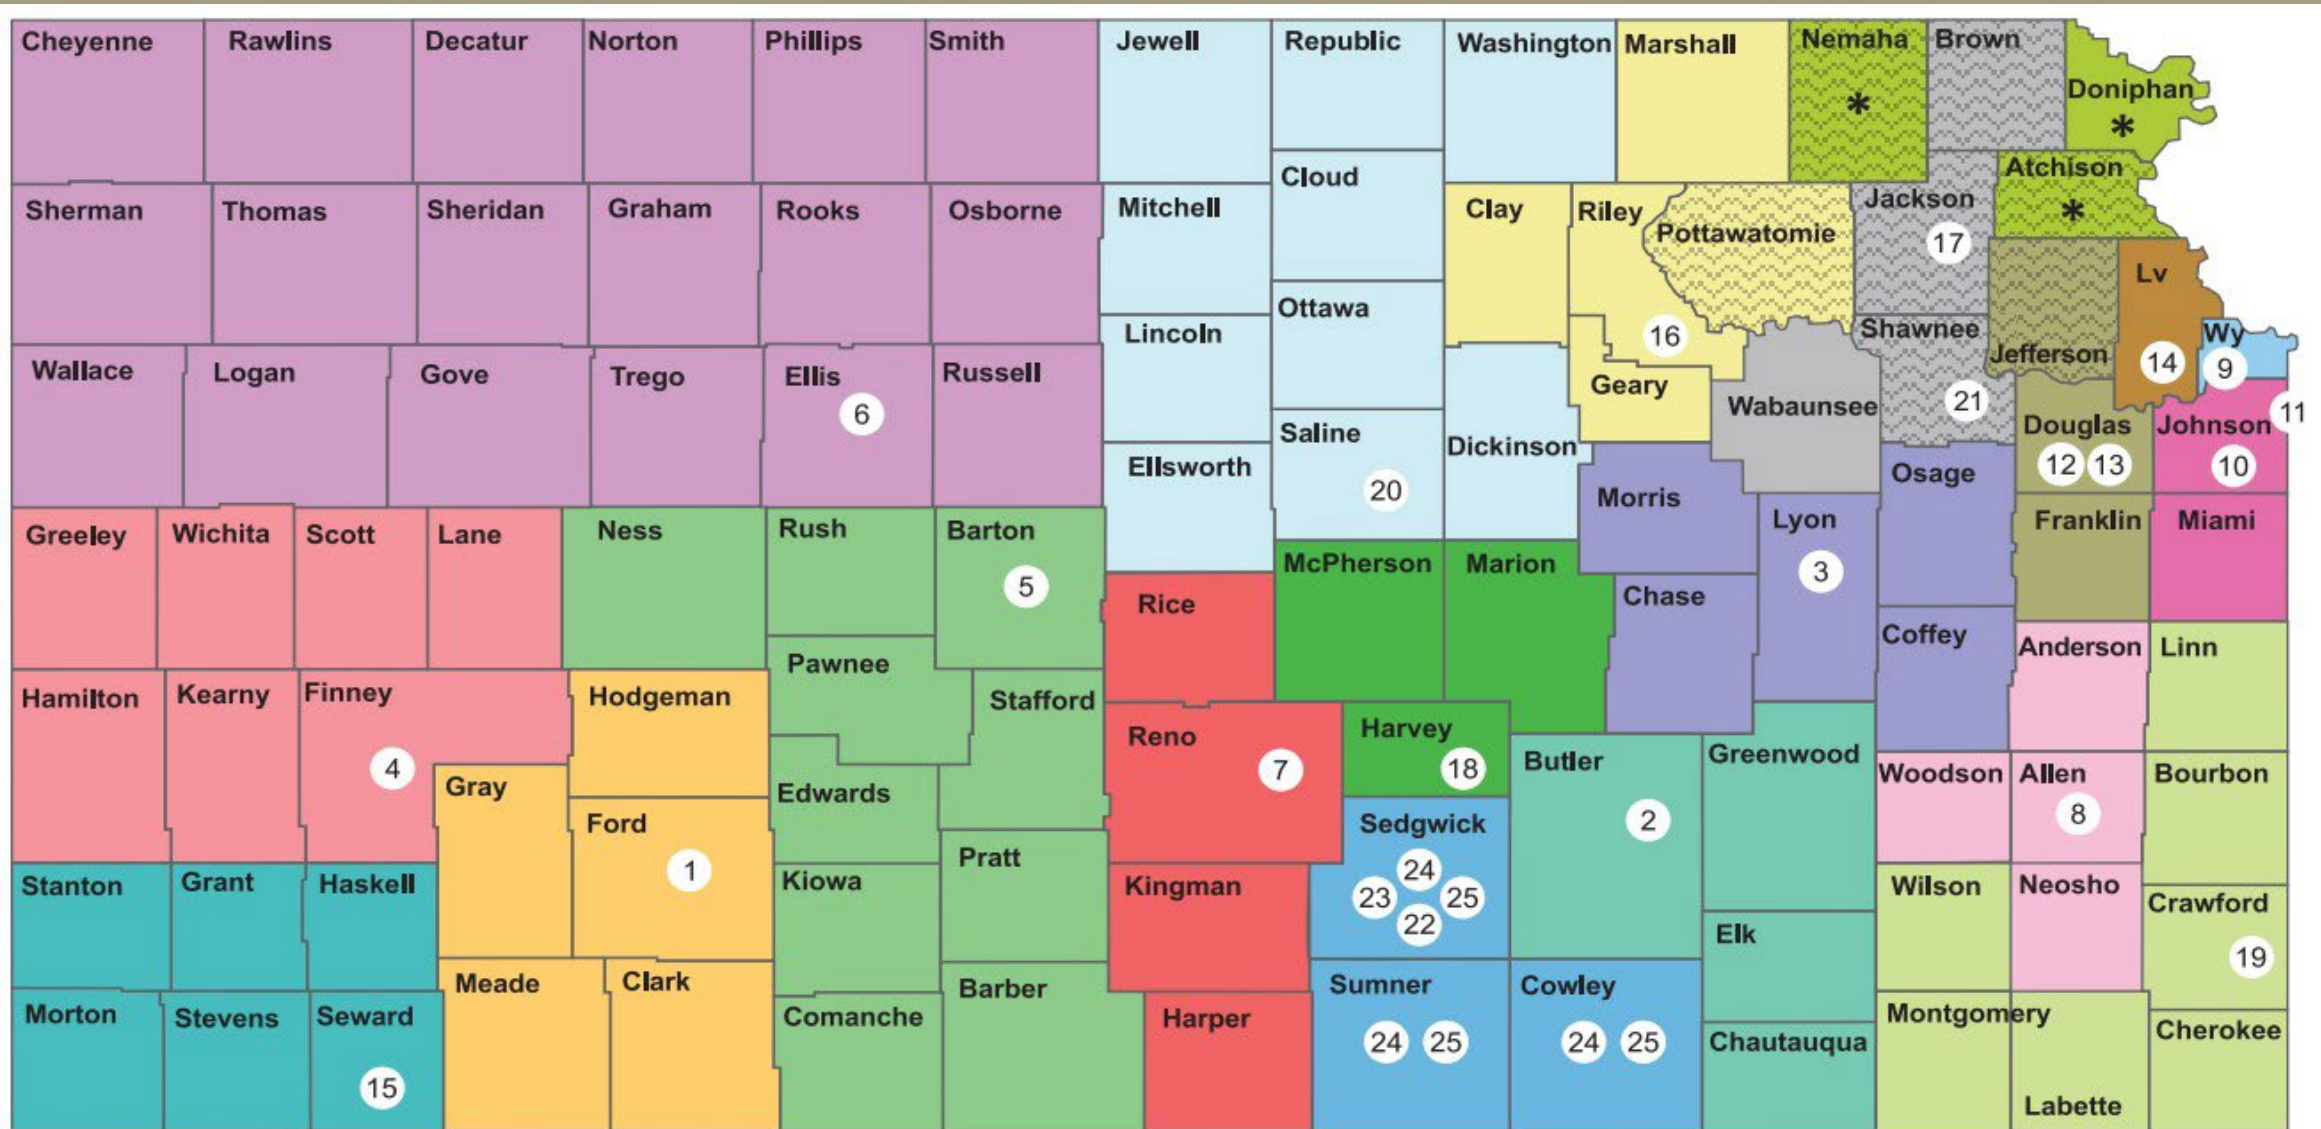 Cheyenne
Rawlins
Decatur
Norton
Phillips
Smith
Jewell
Republic
Washington
Marshall
Nemaha
*
Brown
Doniphan
*
Sherman
Thomas
Sheridan
Graham
Rooks
Osborne
Mitchell
Cloud
Clay
Riley
16
Pottawatomie
Jackson
17
Atchison
*
Lincoln
Ottawa
Geary
Shawnee
21
Jefferson
Lv
14
Wy
9
Wallace
Logan
Gove
Trego
Ellis
6
Russell
Ellsworth
Saline
20
Dickinson
Wabaunsee
Douglas
12 13
Johnson
11
10
Morris
Osage
Greeley
Wichita
Scott
Lane
Ness
Rush
Barton
5
Rice
McPherson
Marion
Chase
Lyon
3
Coffey
Franklin
Miami
Anderson
Linn
Hamilton
Kearny
Finney
4
Hodgeman
Pawnee
Stafford
Reno
7
Harvey
18
Butler
2
Greenwood
Woodson
Allen
8
Bourbon
Gray
Ford
1
Edwards
Kiowa
Pratt
Kingman
Sedgwick
24
23
25
22
Elk
Wilson
Neosho
Crawford
19
Stanton
Grant
Haskell
Meade
Clark
Comanche
Barber
Harper
Sumner
24 25
Cowley
24 25
Chautauqua
Montgomery
Labette
Cherokee
Morton
Stevens
Seward
15